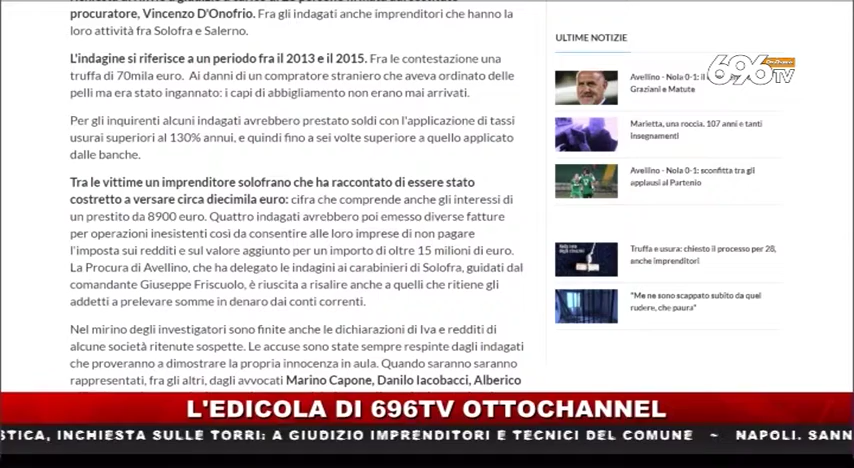 procuratore, Vincenzo D'Onofrio. Fra gli indagati anche imprenditori che hanno la
loro attività fra Solofra e Salerno.
L'indagine si riferisce a un periodo fra il 2013 e il 2015. Fra le contestazione una
truffa di 70mila euro. Ai danni di un compratore straniero che aveva ordinato delle
pelli ma era stato ingannato: i capi di abbigliamento non erano mai arrivati.
Per gli inquirenti alcuni indagati avrebbero prestato soldi con l'applicazione di tassi
usurai superiori al 130% annui, e quindi fino a sei volte superiore a quello applicato
dalle banche.
Tra le vittime un imprenditore solofrano che ha raccontato di essere stato
costretto a versare circa diecimila euro: cifra che comprende anche gli interessi di
un prestito da 8900 euro. Quattro indagati avrebbero poi emesso diverse fatture
per operazioni inesistenti così da consentire alle loro imprese di non pagare
l'imposta sui redditi e sul valore aggiunto per un importo di oltre 15 milioni di euro.
La Procura di Avellino, che ha delegato le indagini ai carabinieri di Solofra, guidati dal
comandante Giuseppe Friscuolo, è riuscita a risalire anche a quelli che ritiene gli
addetti a prelevare somme in denaro dai conti correnti.
Nel mirino degli investigatori sono finite anche le dichiarazioni di Iva e redditi di
alcune società ritenute sospette. Le accuse sono state sempre respinte dagli indagati
che proveranno a dimostrare la propria innocenza in aula. Quando saranno saranno
rappresentati, fra gli altri, dagli avvocati Marino Capone, Danilo Iacobacci, Alberico
ULTIME NOTIZIE
696 TV
Avellino - Nola 0-1: il
Graziani e Matute
Marietta, una roccia. 107 anni e tanti
insegnamenti
Avellino - Nola 0-1: sconfitta tra gli
applausi al Partenio
Truffa e usura: chiesto il processo per 28,
anche imprenditori
"Me ne sono scappato subito da quel
rudere, che paura"
L'EDICOLA DI 696TV OTTOCHANNEL
STICA, INCHIESTA SULLE TORRI: A GIUDIZIO IMPRENDITORI E TECNICI DEL COMUNE ~ NAPOLI. SANN